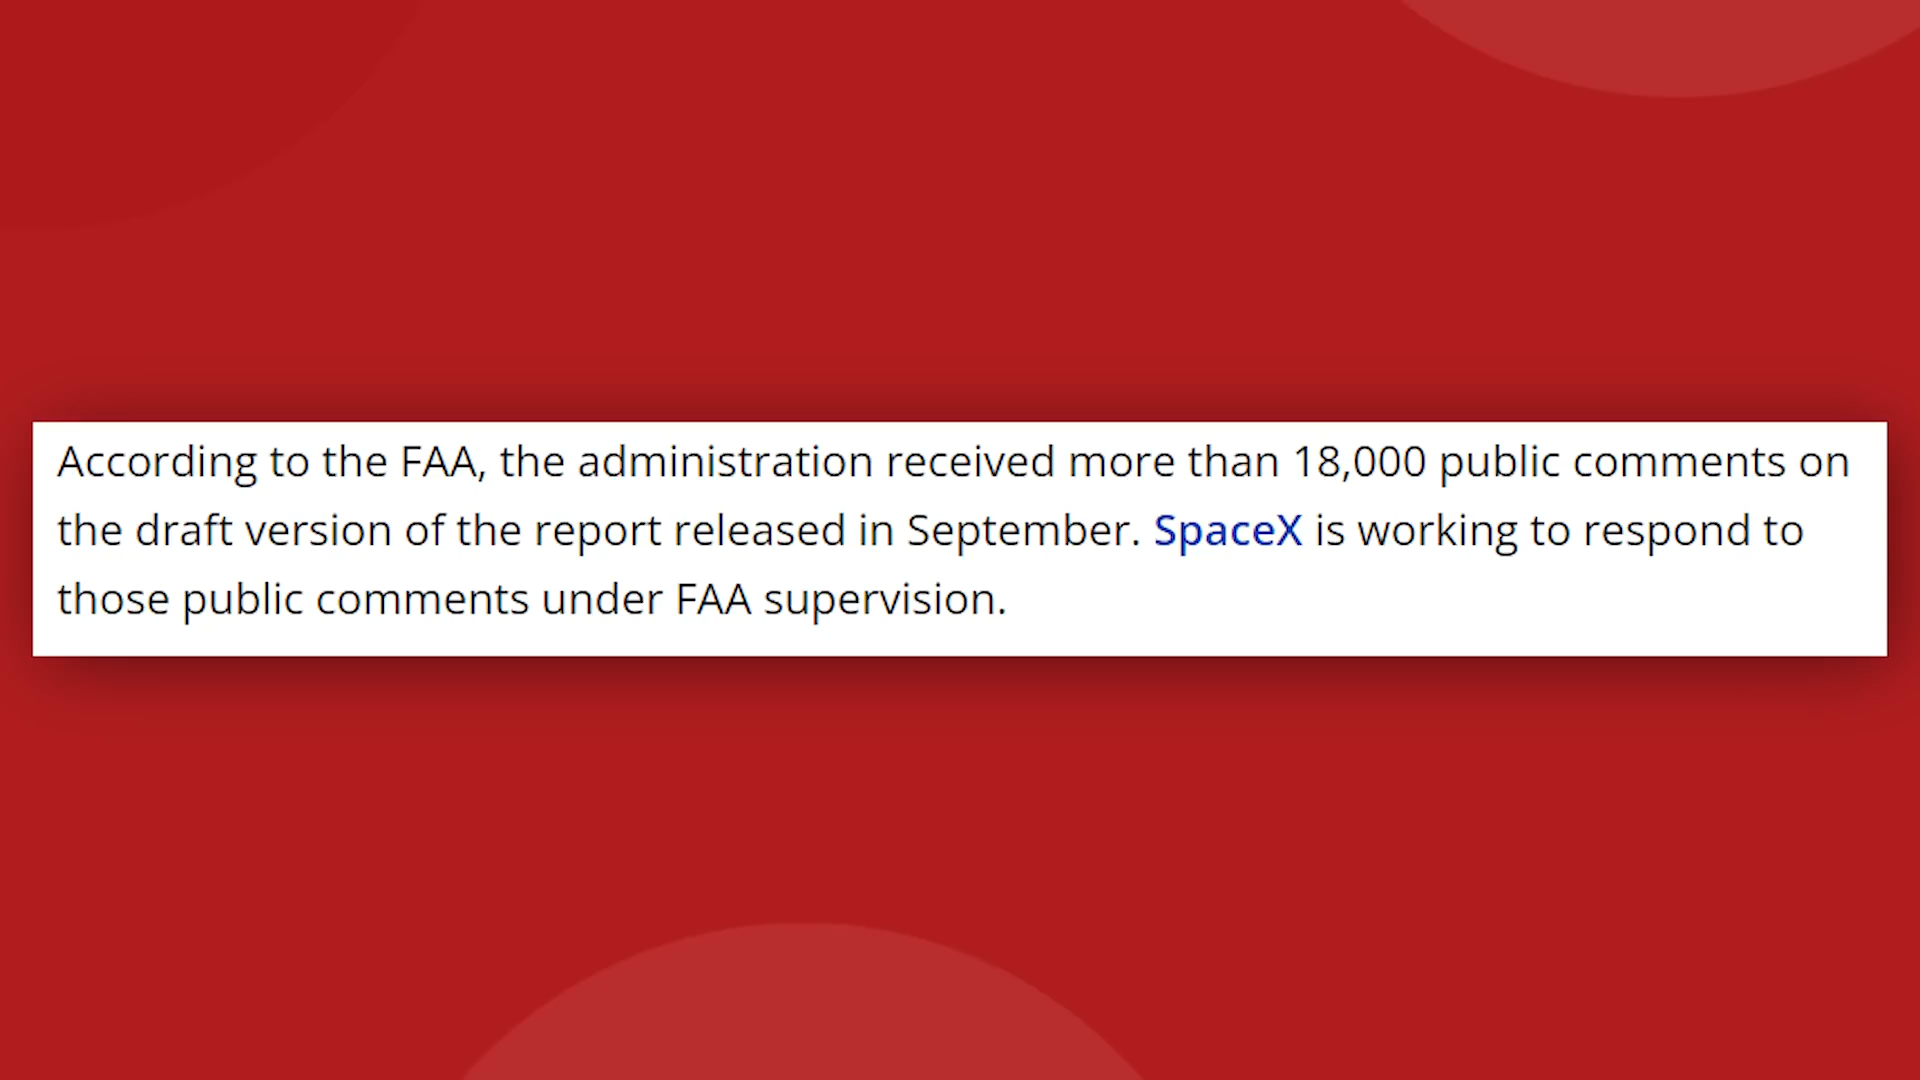 According to the FAA, the administration received more than 18,000 public comments on
the draft version of the report released in September. SpaceX is working to respond to
those public comments under FAA supervision.